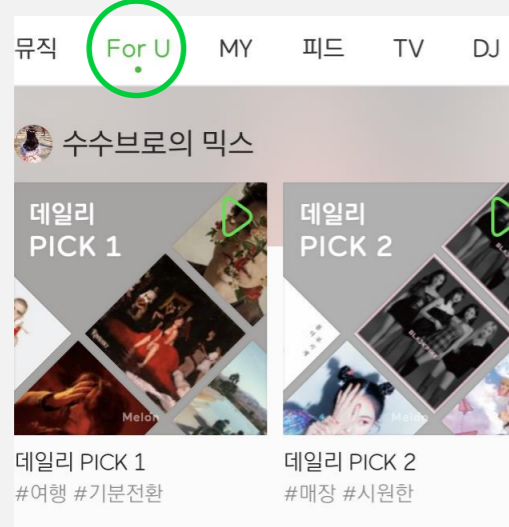 뮤직 For U MY 피드 TV DJ
수수브로의 믹스
데일리
PICK 1
Melon
데일리
PICK 2
Melon
데일리 PICK 1
#여행 #기분전환
데일리 PICK 2
#매장 #시원한